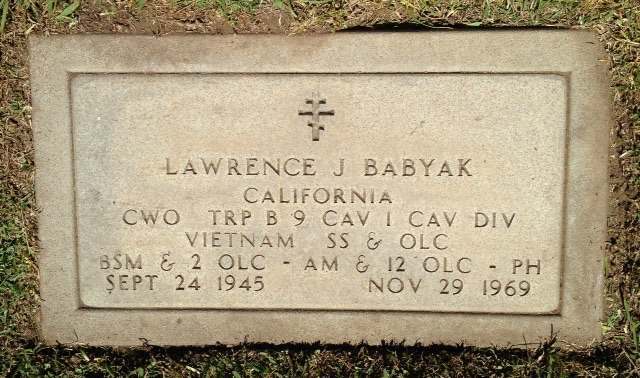 LAWRENCE J BABYAK
CALIFORNIA
CWO TRP B 9 CAV 1 CAV DIV
VIETNAM SS & OLC
BSM & 2 OLC - AM & 12 OLC - PH
SEPT 24 1945 NOV 29 1969